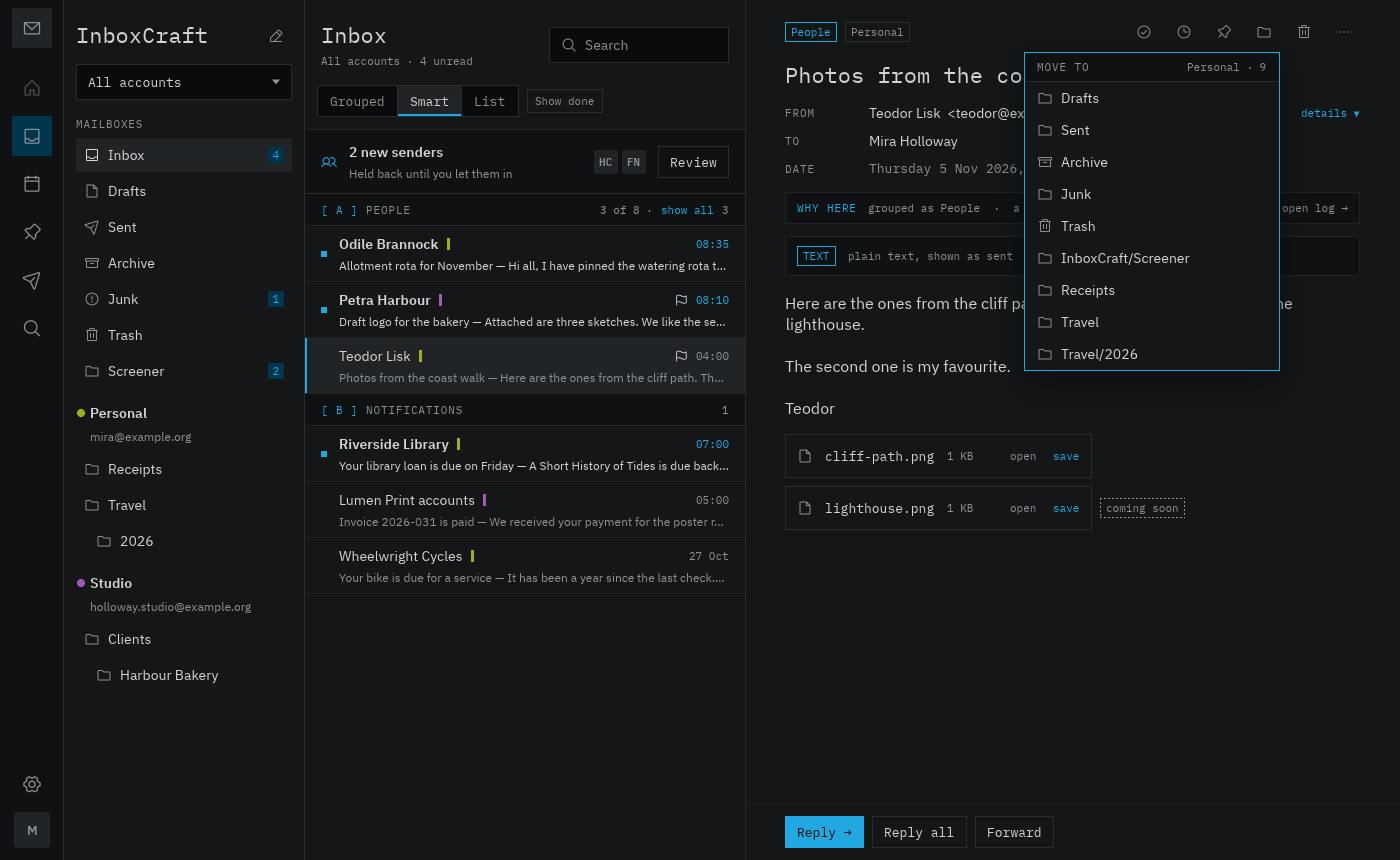 InboxCraft
All accounts
MAILBOXES
Inbox 4
Drafts
Sent
Archive
Junk 1
Trash
Screener 2
Personal
mira@example.org
Receipts
Travel
2026
Studio
holloway.studio@example.org
Clients
Harbour Bakery
M
Inbox
All accounts · 4 unread
Search
Grouped Smart List Show done
2 new senders
Held back until you let them in
HC FN Review
[ A ] PEOPLE 3 of 8 · show all 3
Odile Brannock 08:35
Allotment rota for November — Hi all, I have pinned the watering rota t...
Petra Harbour 08:10
Draft logo for the bakery — Attached are three sketches. We like the se...
Teodor Lisk 04:00
Photos from the coast walk — Here are the ones from the cliff path. Th...
[ B ] NOTIFICATIONS 1
Riverside Library 07:00
Your library loan is due on Friday — A Short History of Tides is due back...
Lumen Print accounts 05:00
Invoice 2026-031 is paid — We received your payment for the poster r...
Wheelwright Cycles 27 Oct
Your bike is due for a service — It has been a year since the last check....
People Personal
Photos from the co
FROM Teodor Lisk <teodor@ex details ▾
TO Mira Holloway
DATE Thursday 5 Nov 2026,
WHY HERE grouped as People · a open log →
TEXT plain text, shown as sent
Here are the ones from the cliff pa he
lighthouse.
The second one is my favourite.
Teodor
cliff-path.png 1 KB open save
lighthouse.png 1 KB open save coming soon
Reply → Reply all Forward
MOVE TO Personal · 9
Drafts
Sent
Archive
Junk
Trash
InboxCraft/Screener
Receipts
Travel
Travel/2026